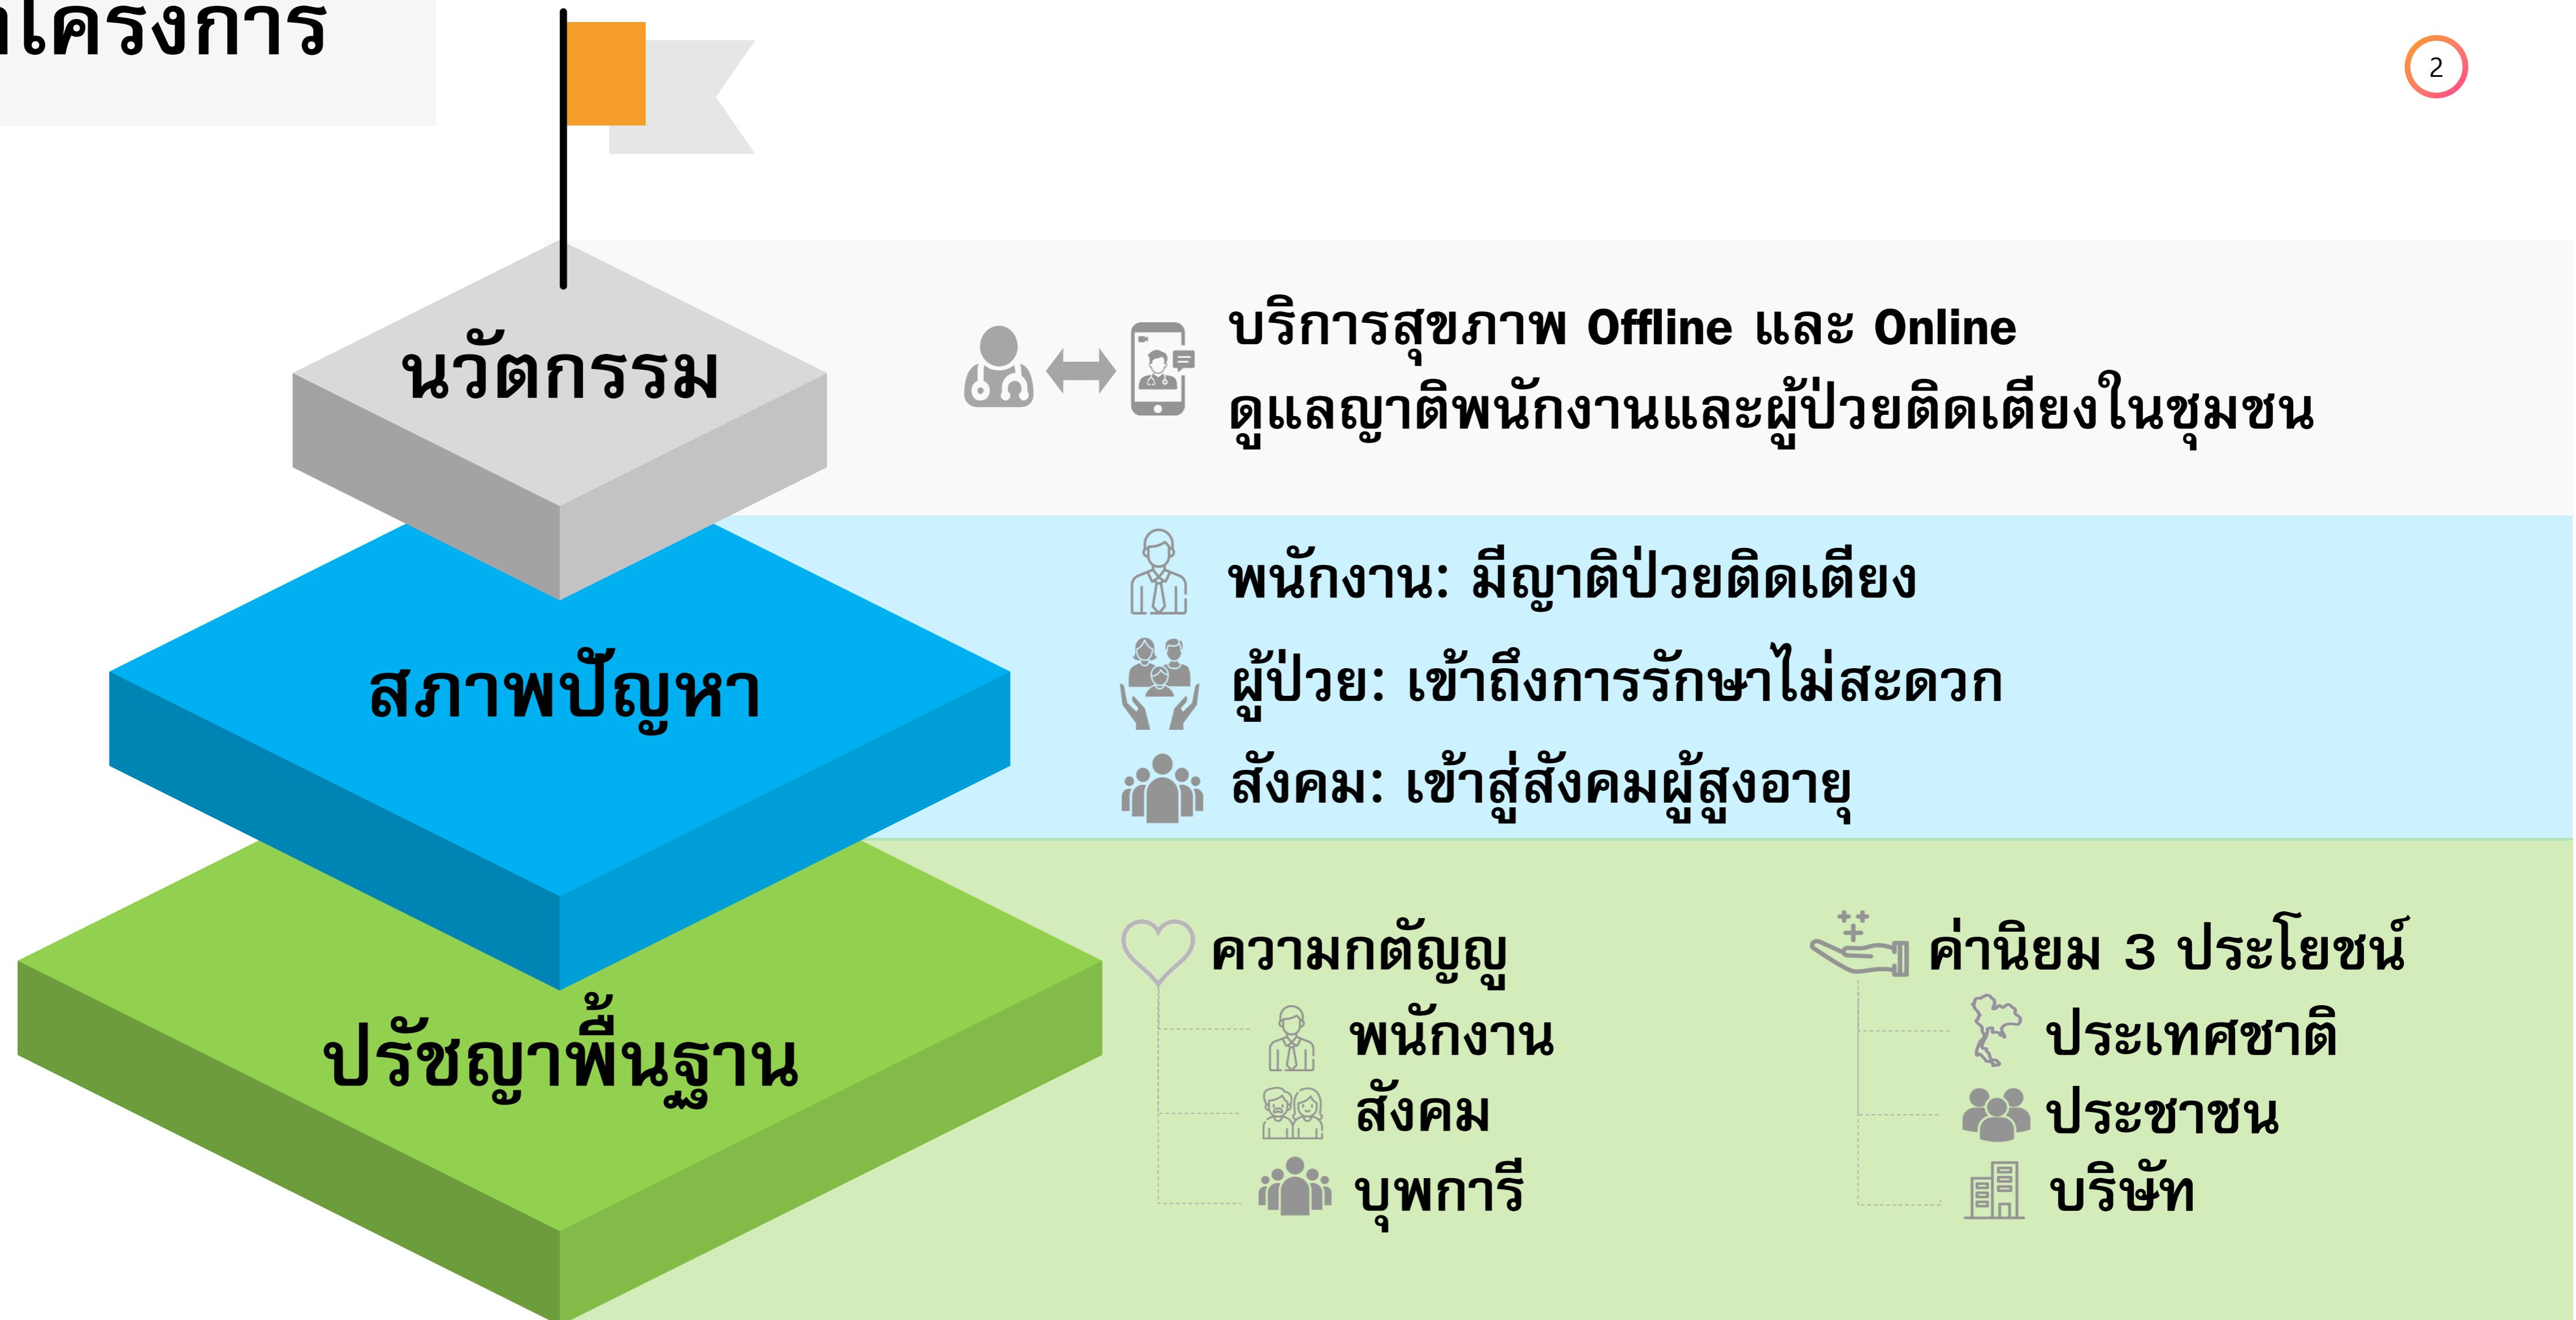 โครงการ
2
นวัตกรรม
บริการสุขภาพ Offline และ Online
ดูแลญาติพนักงานและผู้ป่วยติดเตียงในชุมชน
สภาพปัญหา
พนักงาน: มีญาติป่วยติดเตียง
ผู้ป่วย: เข้าถึงการรักษาไม่สะดวก
สังคม: เข้าสู่สังคมผู้สูงอายุ
ปรัชญาพื้นฐาน
ความกตัญญู
พนักงาน
สังคม
บุพการี
ค่านิยม 3 ประโยชน์
ประเทศชาติ
ประชาชน
บริษัท